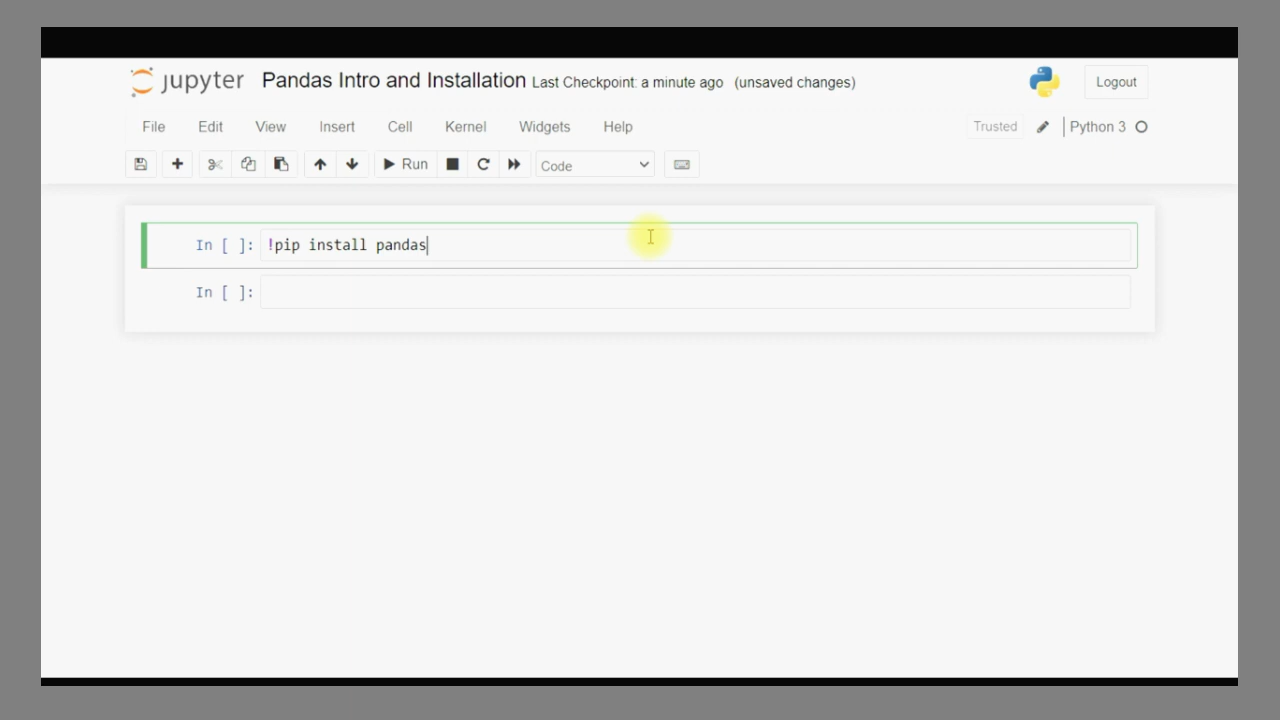 jupyter Pandas Intro and Installation Last Checkpoint: a minute ago (unsaved changes) Logout
File Edit View Insert Cell Kernel Widgets Help Trusted Python 3
Run Code
In [ ]: !pip install pandas
In [ ]: